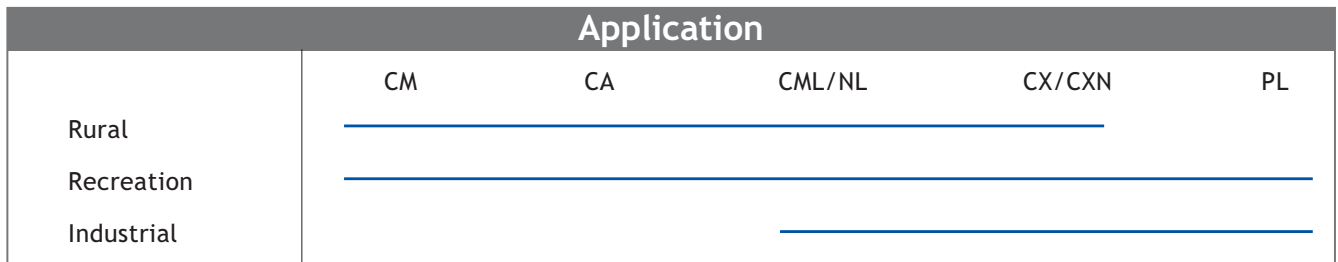 Application
CM CA CML/NL CX/CXN PL
Rural
Recreation
Industrial